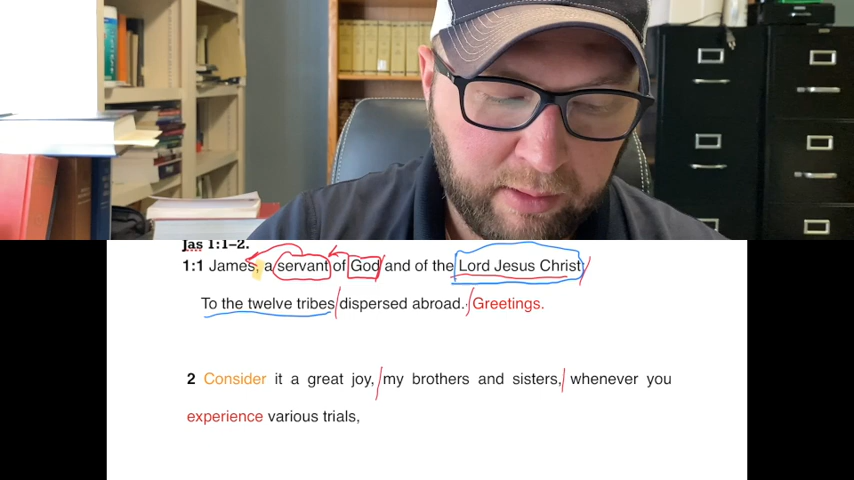 Jas 1:1–2.
1:1 James, a servant of God and of the Lord Jesus Christ:
To the twelve tribes dispersed abroad. Greetings.
2 Consider it a great joy, my brothers and sisters, whenever you
experience various trials,